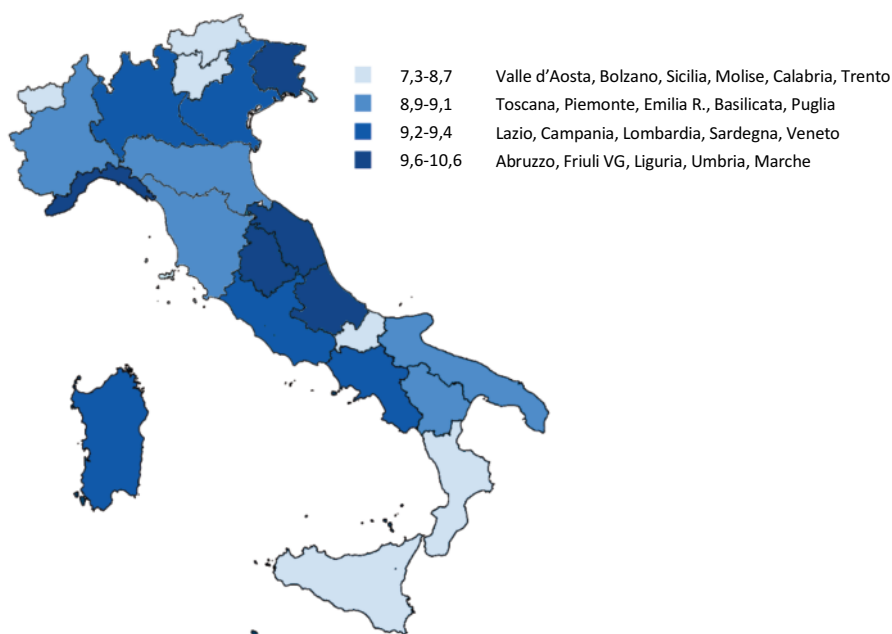 7,3-8,7 Valle d’Aosta, Bolzano, Sicilia, Molise, Calabria, Trento
8,9-9,1 Toscana, Piemonte, Emilia R., Basilicata, Puglia
9,2-9,4 Lazio, Campania, Lombardia, Sardegna, Veneto
9,6-10,6 Abruzzo, Friuli VG, Liguria, Umbria, Marche